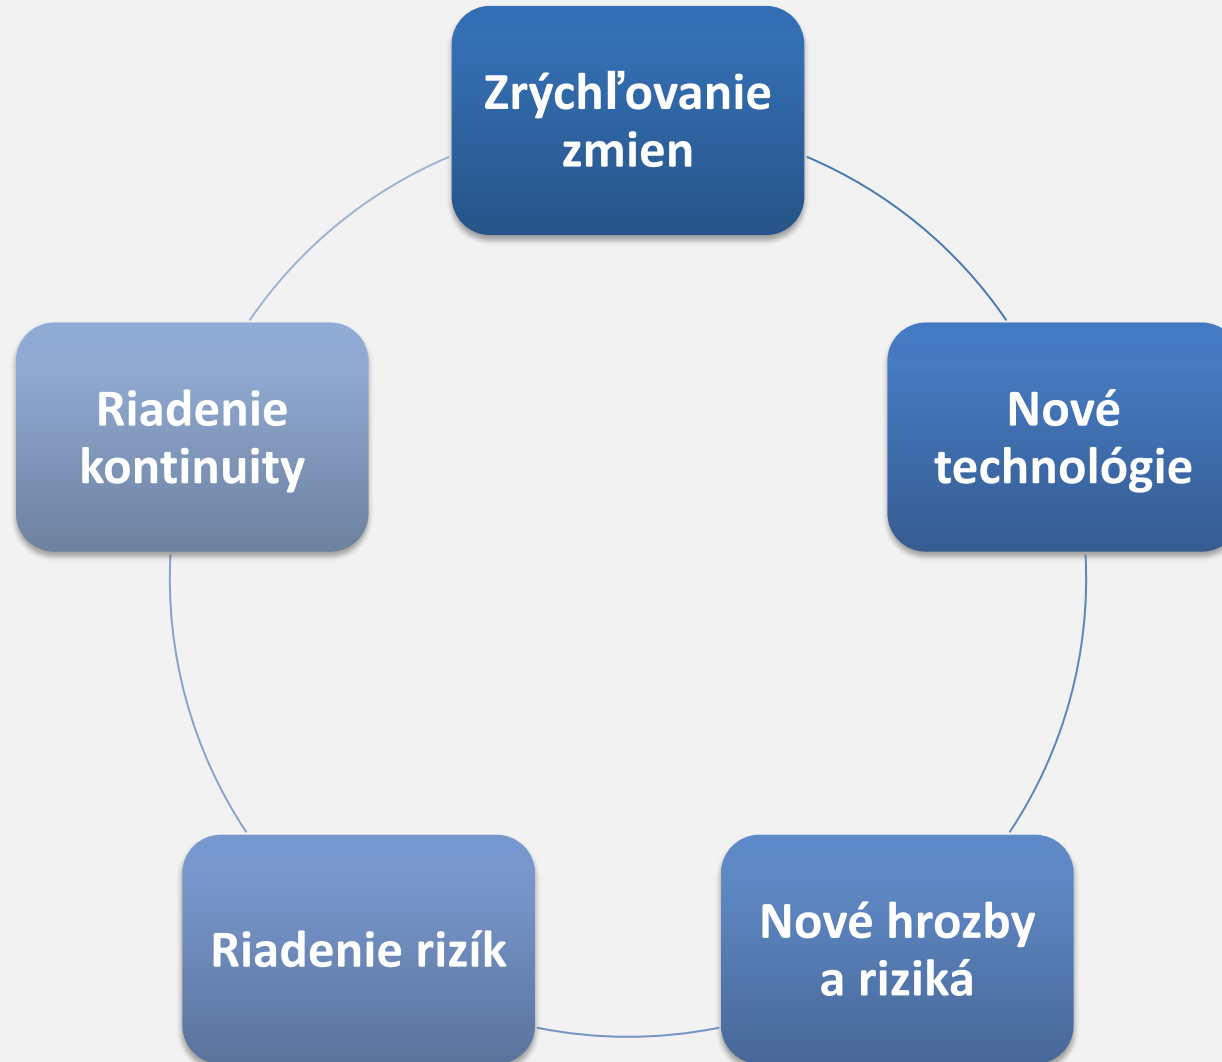 Zrýchľovanie
zmien
Nové
technológie
Nové hrozby
a riziká
Riadenie rizík
Riadenie
kontinuity